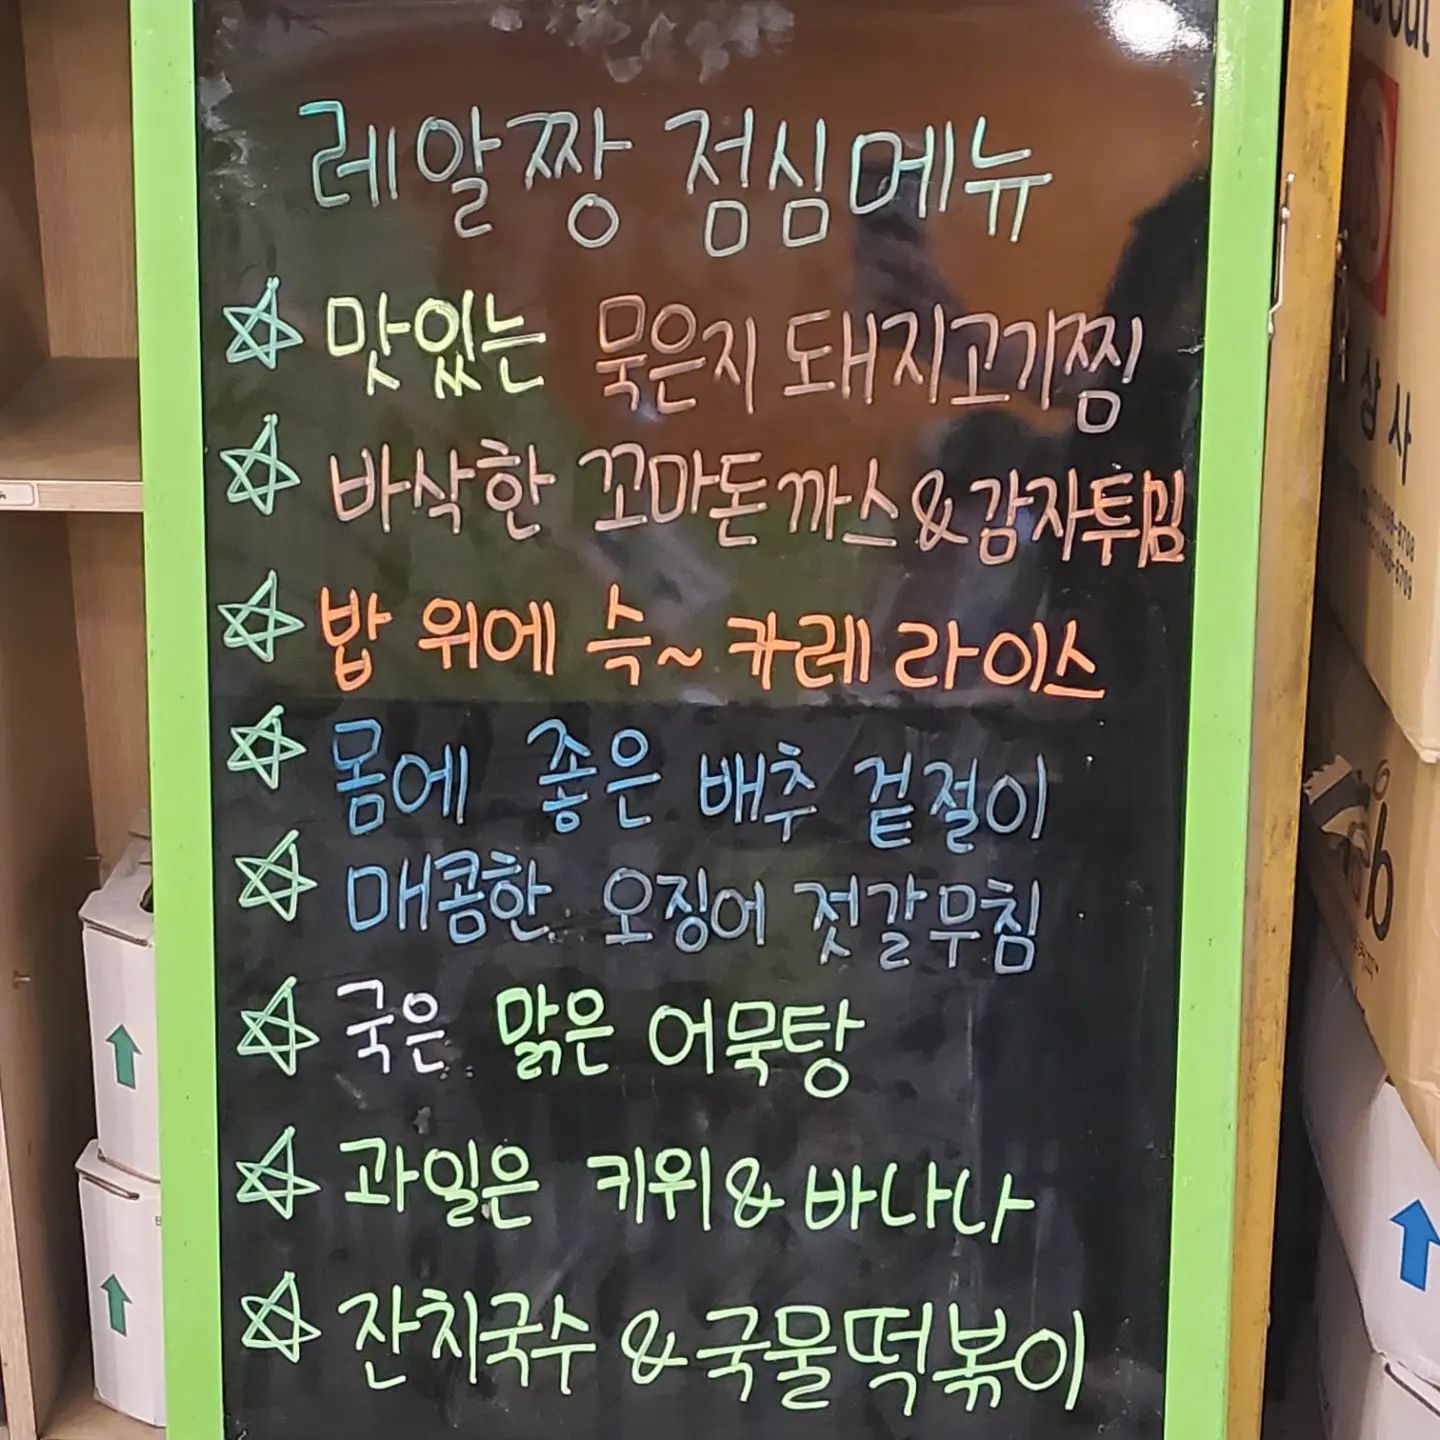 레알짱 점심메뉴
☆ 맛있는 묵은지 돼지고기찜
☆ 바삭한 꼬마돈까스&감자튀김
☆ 밥 위에 슥~ 카레 라이스
☆ 몸에 좋은 배추 겉절이
☆ 매콤한 오징어 젓갈무침
☆ 국은 맑은 어묵탕
☆ 과일은 키위 & 바나나
☆ 잔치국수 & 국물떡볶이
상사